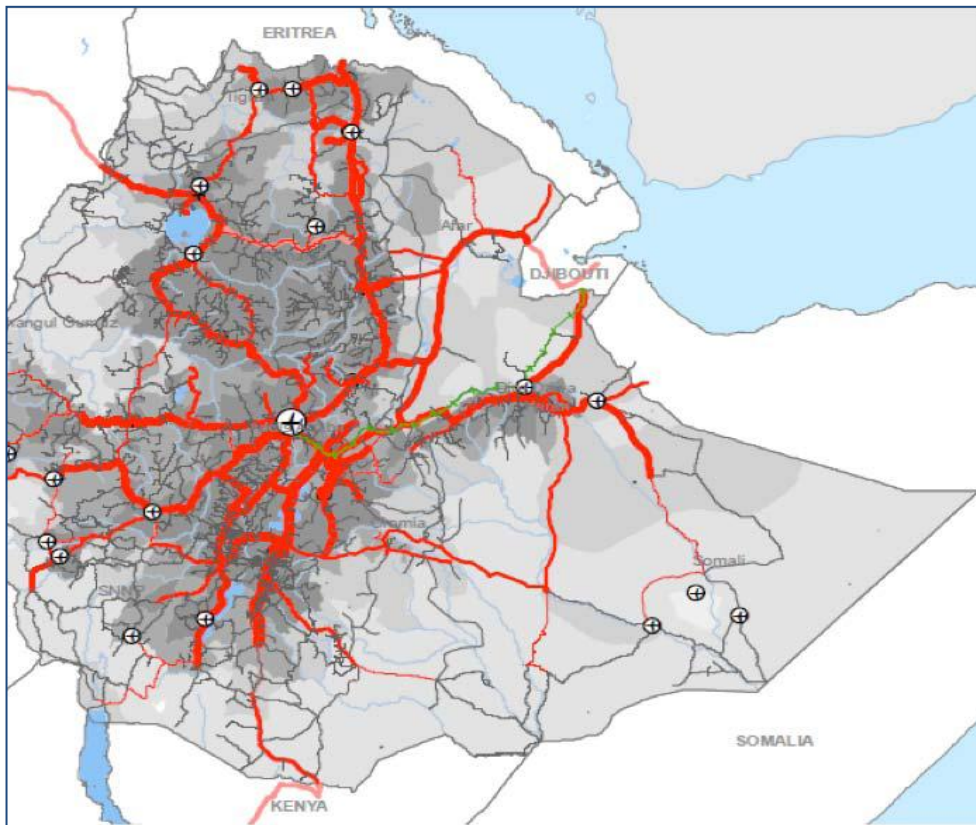 ERITREA
Tigray
Afar
DJIBOUTI
Oromia
Somali
SNNP
SOMALIA
KENYA